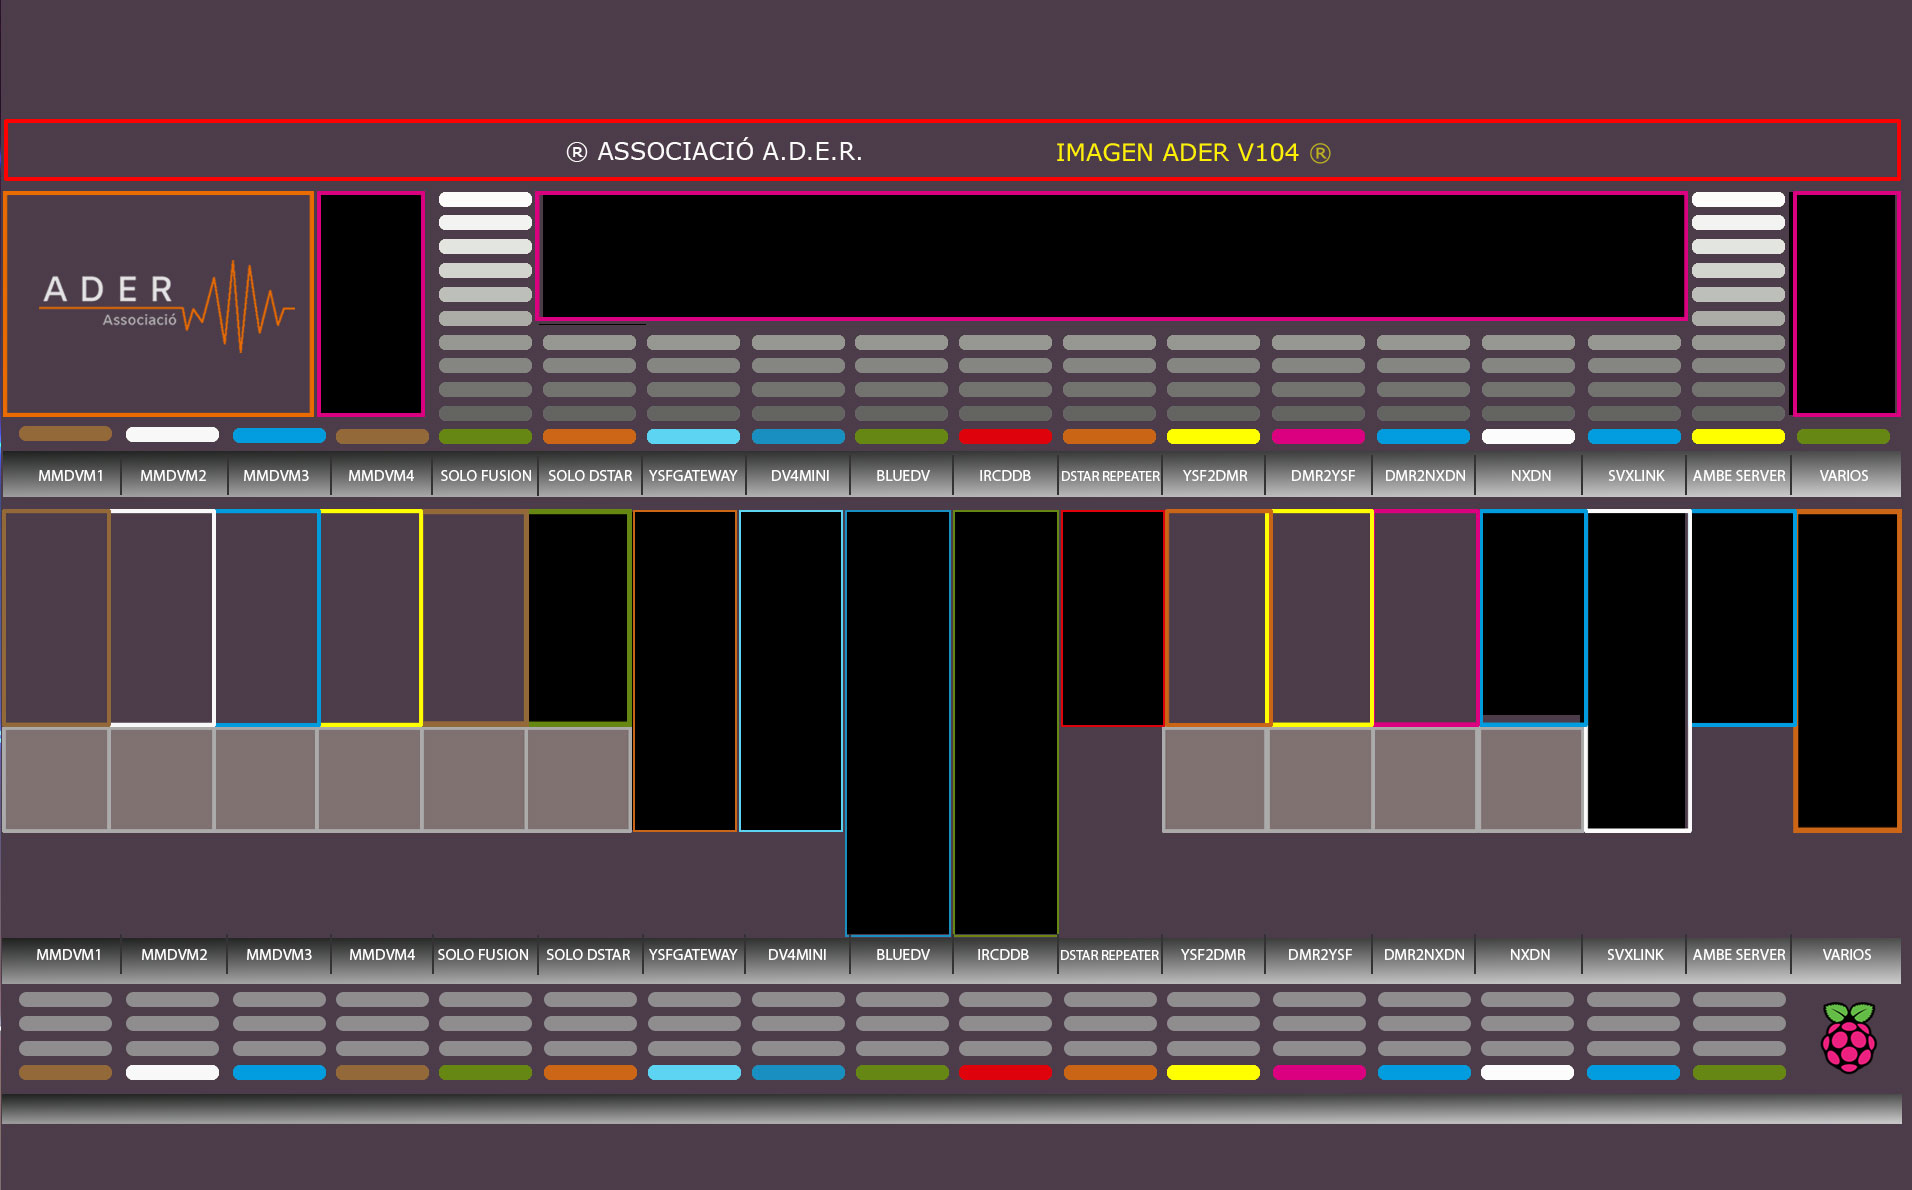 ® ASSOCIACIÓ A.D.E.R. IMAGEN ADER V104 ®
ADER
Associació
MMDVM1 MMDVM2 MMDVM3 MMDVM4 SOLO FUSION SOLO DSTAR YSFGATEWAY DV4MINI BLUEDV IRCDDB DSTAR REPEATER YSF2DMR DMR2YSF DMR2NXDN NXDN SVXLINK AMBE SERVER VARIOS
MMDVM1 MMDVM2 MMDVM3 MMDVM4 SOLO FUSION SOLO DSTAR YSFGATEWAY DV4MINI BLUEDV IRCDDB DSTAR REPEATER YSF2DMR DMR2YSF DMR2NXDN NXDN SVXLINK AMBE SERVER VARIOS